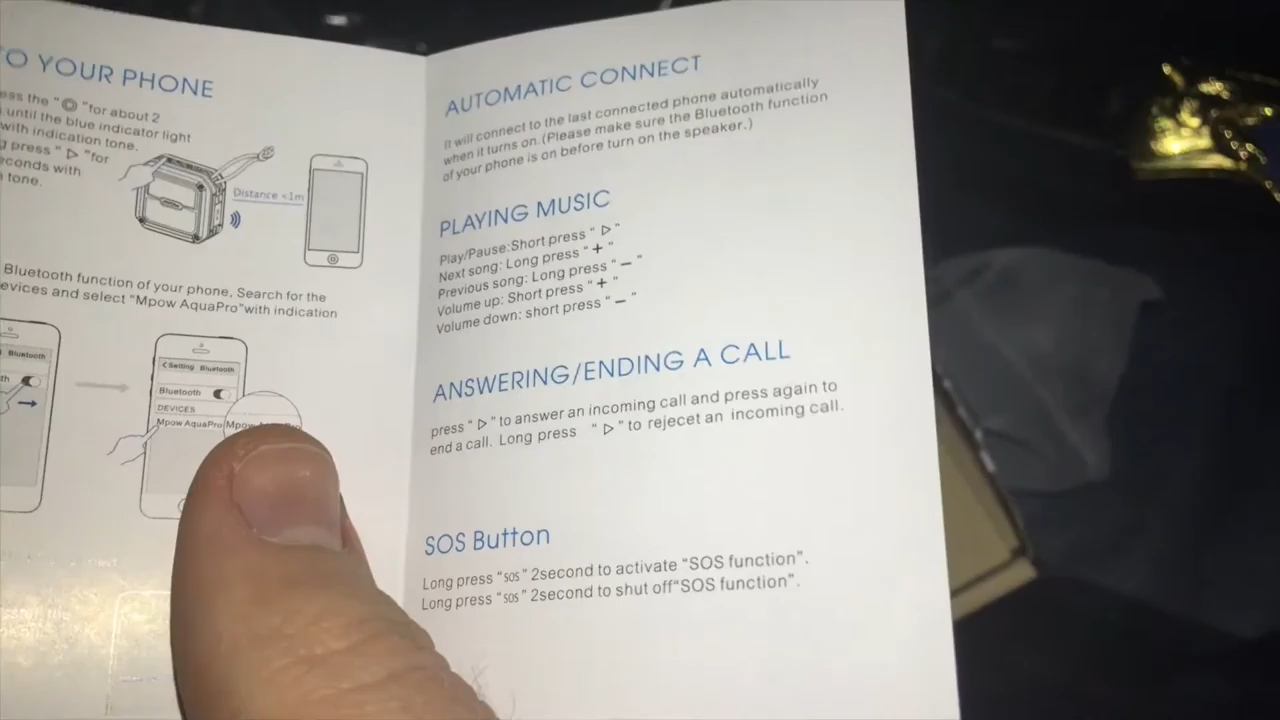 TO YOUR PHONE
ess the "◎"for about 2
until the blue indicator light
with indication tone.
g press "▷"for
econds with
tone.
Distance <1m
Bluetooth function of your phone, Search for the
evices and select "Mpow AquaPro"with indication
Bluetooth
th
Setting Bluetooth
Bluetooth
DEVICES
Mpow AquaPro
AUTOMATIC CONNECT
It will connect to the last connected phone automatically
when it turns on.(Please make sure the Bluetooth function
of your phone is on before turn on the speaker.)
PLAYING MUSIC
Play/Pause:Short press "▷"
Next song: Long press "+"
Previous song: Long press "−"
Volume up: Short press "+"
Volume down: short press "−"
ANSWERING/ENDING A CALL
press "▷"to answer an incoming call and press again to
end a call. Long press "▷"to rejecet an incoming call.
SOS Button
Long press "SOS" 2second to activate "SOS function".
Long press "SOS" 2second to shut off"SOS function".